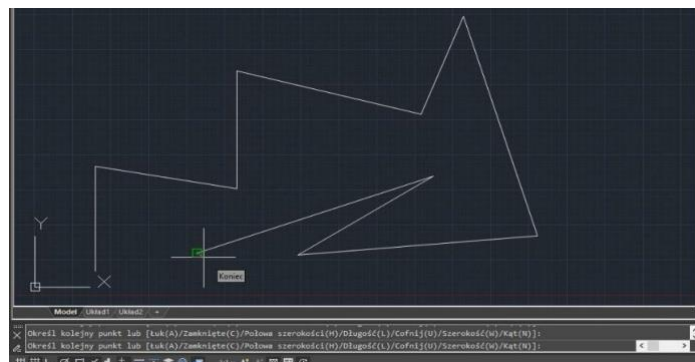 Y
X
Koniec
Model Układ1 Układ2 +
Określ kolejny punkt lub [Łuk(A)/Zamknięte(C)/Połowa szerokości(H)/Długość(L)/Cofnij(U)/Szerokość(W)/Kąt(N)]:
Określ kolejny punkt lub [Łuk(A)/Zamknięte(C)/Połowa szerokości(H)/Długość(L)/Cofnij(U)/Szerokość(W)/Kąt(N)]: